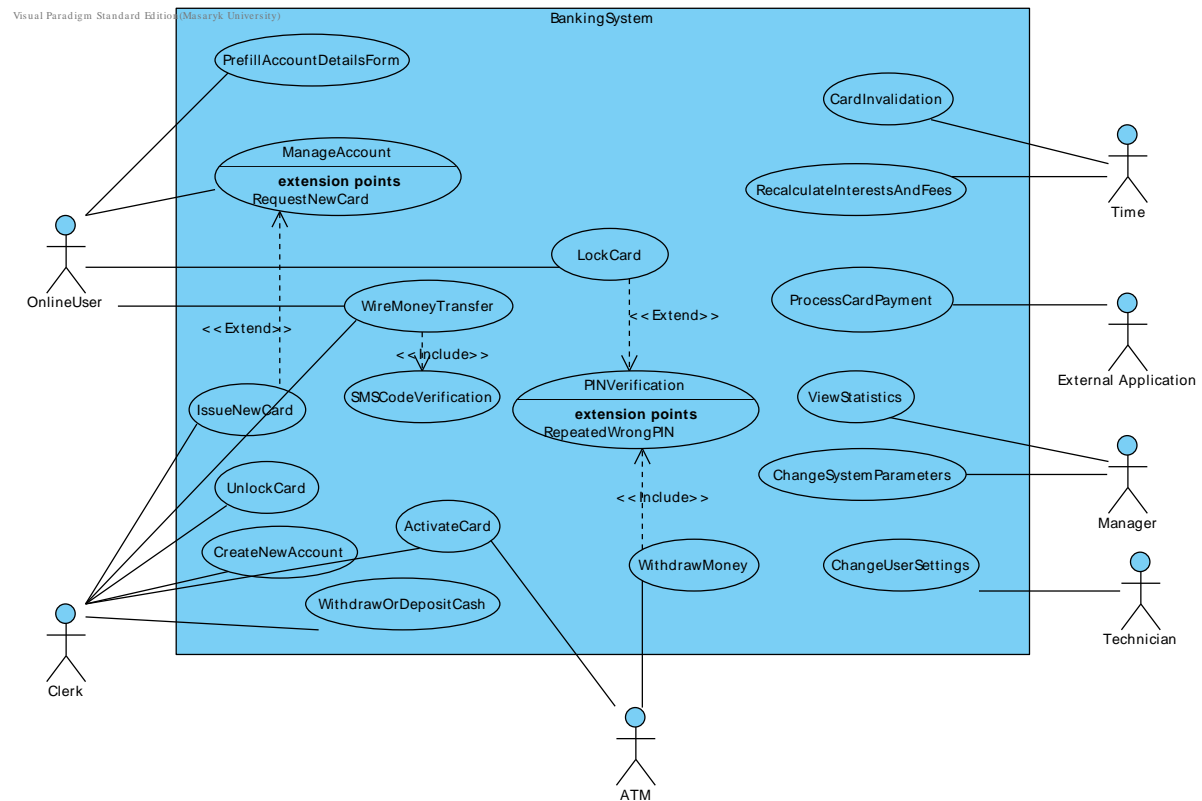 Visual Paradigm Standard Edition(Masaryk University)
BankingSystem
PrefillAccountDetailsForm
CardInvalidation
ManageAccount
extension points
RequestNewCard
RecalculateInterestsAndFees
Time
LockCard
OnlineUser
WireMoneyTransfer
ProcessCardPayment
<<Extend>>
<<Extend>>
<<Include>>
External Application
PINVerification
extension points
RepeatedWrongPIN
SMSCodeVerification
ViewStatistics
IssueNewCard
ChangeSystemParameters
UnlockCard
<<Include>>
Manager
ActivateCard
CreateNewAccount
WithdrawMoney
ChangeUserSettings
WithdrawOrDepositCash
Technician
Clerk
ATM